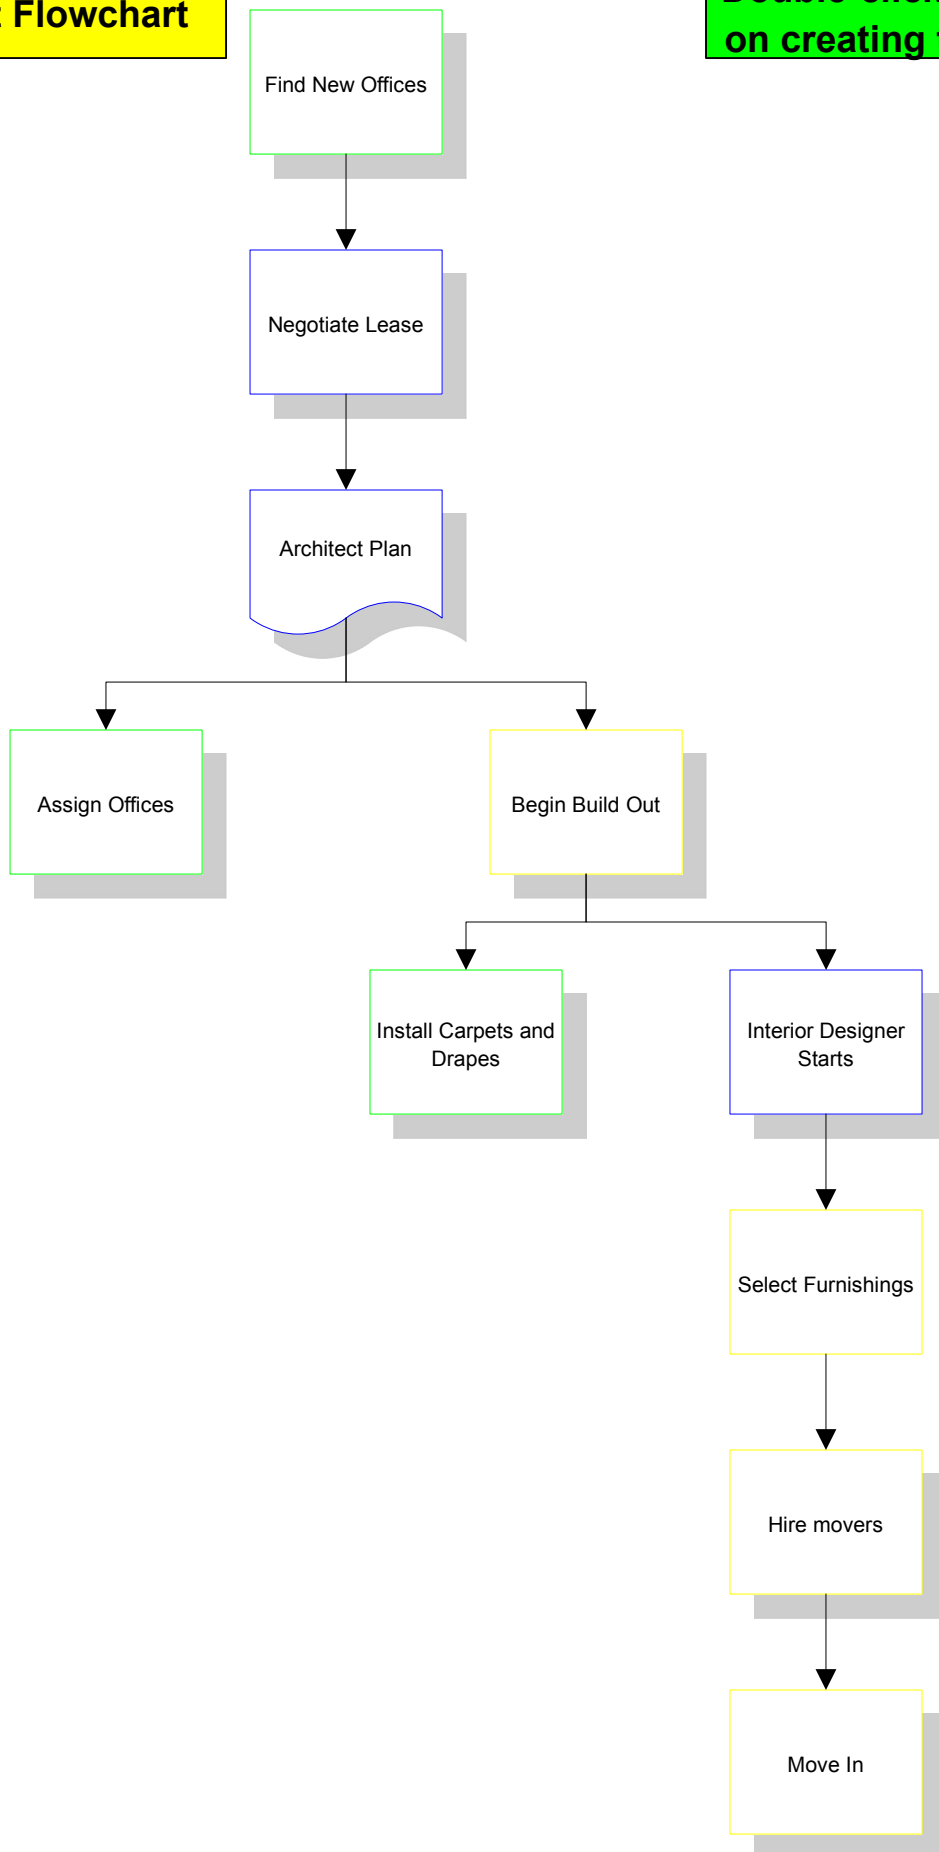 Flowchart
on creating
Find New Offices
Negotiate Lease
Architect Plan
Assign Offices
Begin Build Out
Install Carpets and
Drapes
Interior Designer
Starts
Select Furnishings
Hire movers
Move In